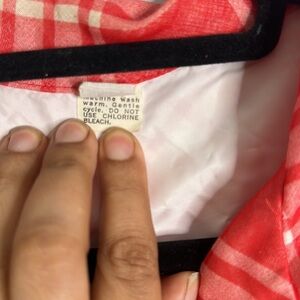 Machine Wash
warm. Gentle
cycle. DO NOT
USE CHLORINE
BLEACH.